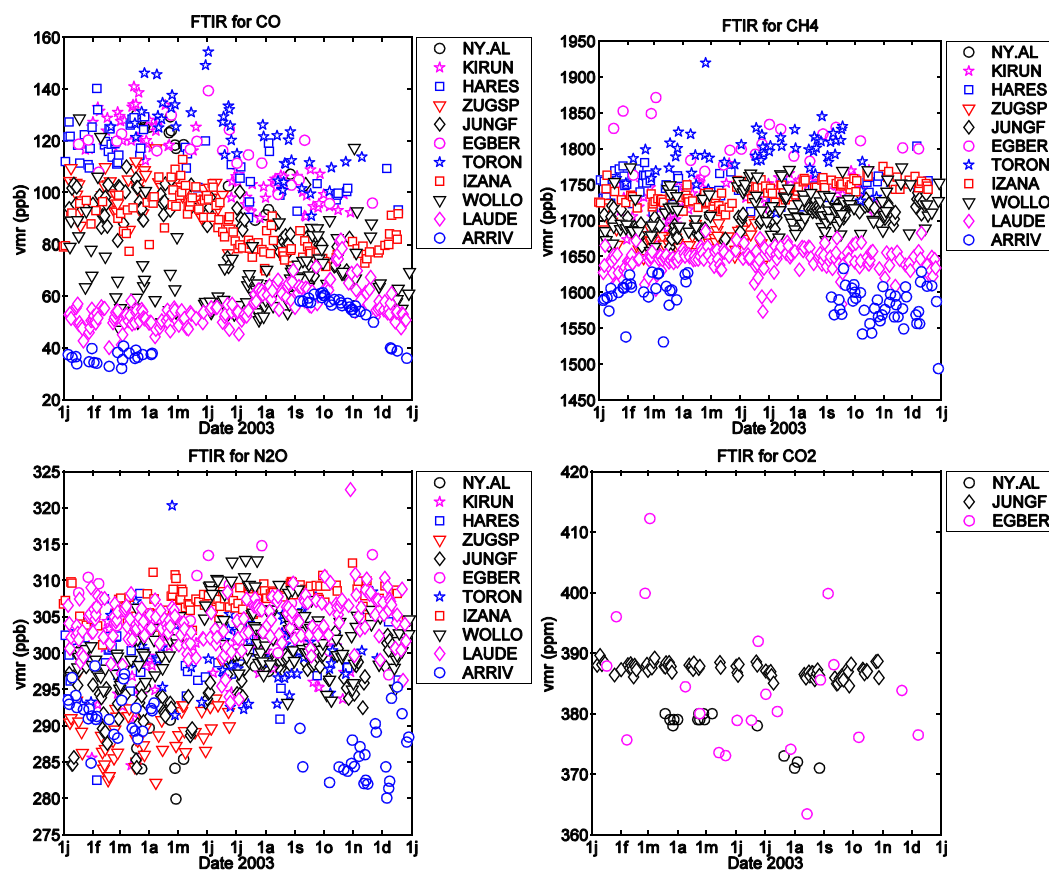 FTIR for CO
160
140
120
100
80
60
40
20
vmr (ppb)
1j 1f 1m 1a 1m 1j 1j 1a 1s 1o 1n 1d 1j
Date 2003
NY.AL
KIRUN
HARES
ZUGSP
JUNGF
EGBER
TORON
IZANA
WOLLO
LAUDE
ARRIV
FTIR for CH4
1950
1900
1850
1800
1750
1700
1650
1600
1550
1500
1450
vmr (ppb)
1j 1f 1m 1a 1m 1j 1j 1a 1s 1o 1n 1d 1j
Date 2003
NY.AL
KIRUN
HARES
ZUGSP
JUNGF
EGBER
TORON
IZANA
WOLLO
LAUDE
ARRIV
FTIR for N2O
325
320
315
310
305
300
295
290
285
280
275
vmr (ppb)
1j 1f 1m 1a 1m 1j 1j 1a 1s 1o 1n 1d 1j
Date 2003
NY.AL
KIRUN
HARES
ZUGSP
JUNGF
EGBER
TORON
IZANA
WOLLO
LAUDE
ARRIV
FTIR for CO2
420
410
400
390
380
370
360
vmr (ppm)
1j 1f 1m 1a 1m 1j 1j 1a 1s 1o 1n 1d 1j
Date 2003
NY.AL
JUNGF
EGBER